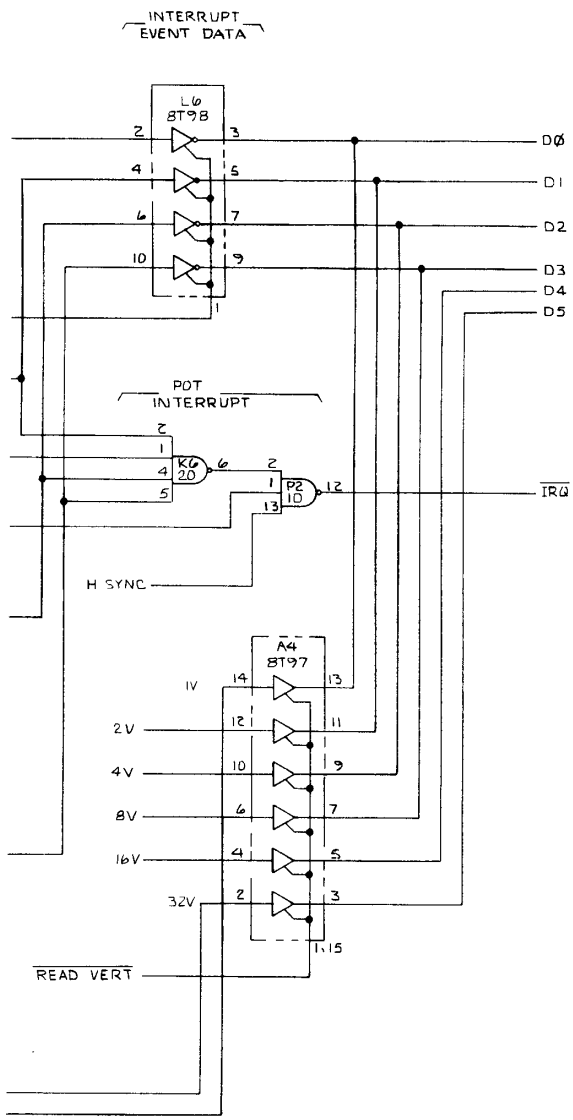 INTERRUPT
EVENT DATA
L6
8T98
2 3 DØ
4 5 D1
6 7 D2
10 9 D3
D4
1 D5
POT
INTERRUPT
2
1
4 K6 6
5 20
2
1 P2 12 IRQ
13 10
H SYNC
A4
8T97
1V 14 13
2V 12 11
4V 10 9
8V 6 7
16V 4 5
32V 2 3
1,15
READ VERT